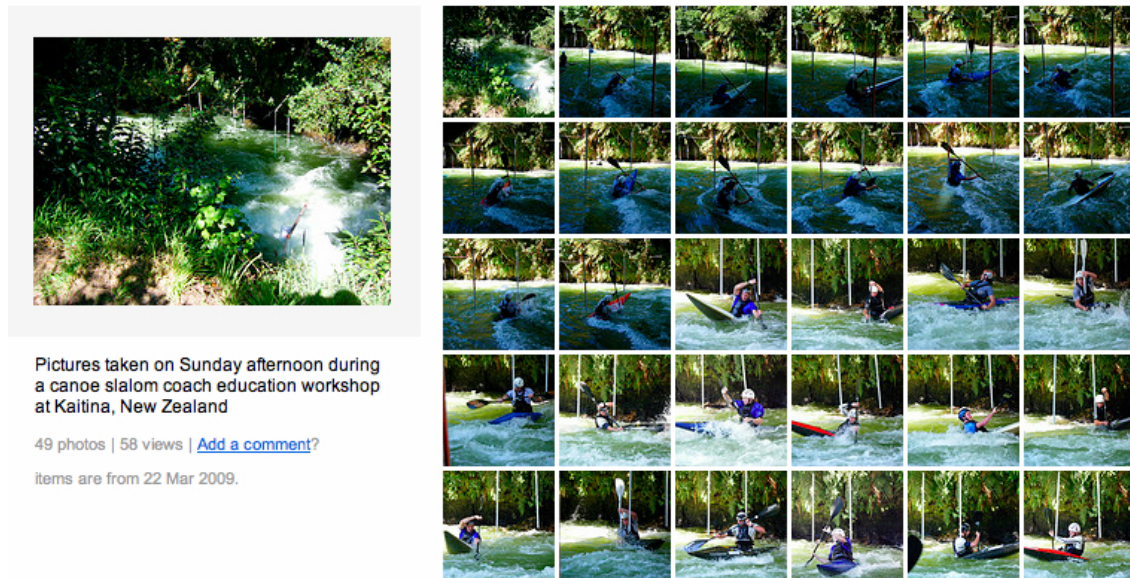 Pictures taken on Sunday afternoon during
a canoe slalom coach education workshop
at Kaitina, New Zealand
49 photos | 58 views | Add a comment?
items are from 22 Mar 2009.